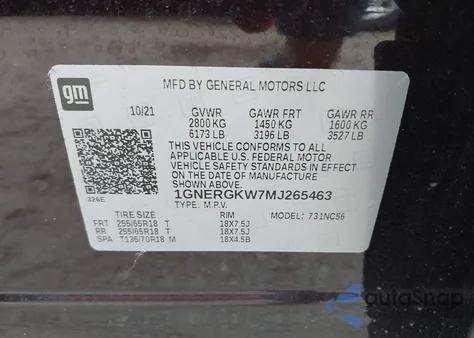 gm
MFD BY GENERAL MOTORS LLC
10/21 GVWR GAWR FRT GAWR RR
2800 KG 1450 KG 1600 KG
6173 LB 3196 LB 3527 LB
THIS VEHICLE CONFORMS TO ALL
APPLICABLE U.S. FEDERAL MOTOR
VEHICLE SAFETY STANDARDS IN EFFECT
ON THE DATE OF MANUFACTURE
SHOWN ABOVE.
1GNERGKW7MJ265463
326E TYPE: M.P.V.
TIRE SIZE RIM MODEL: 731NC56
FRT 255/65R18 T 18X7.5J
RR 255/65R18 T 18X7.5J
SPA T135/70R18 M 18X4.5B
autoSnap